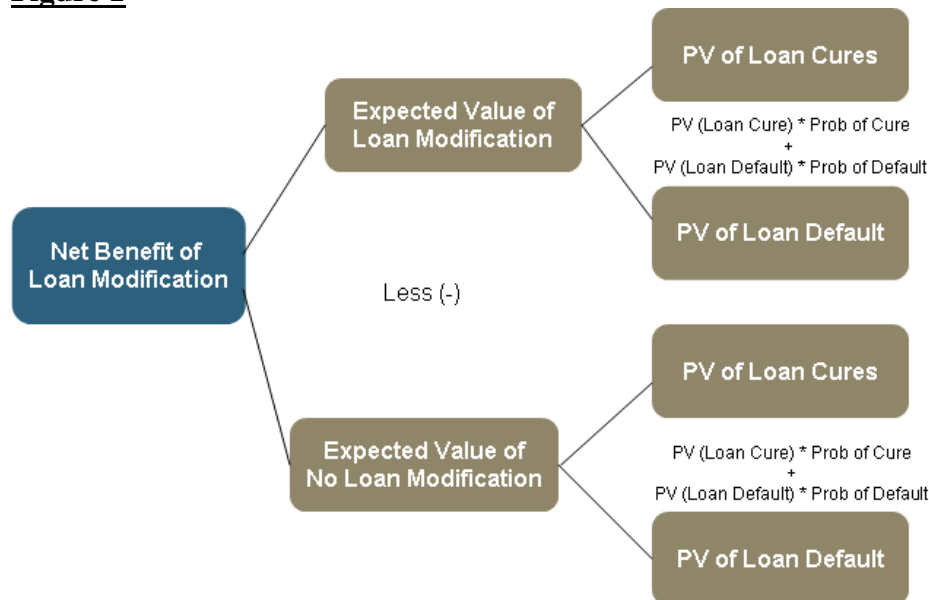 Expected Value of
Loan Modification
PV of Loan Cures
PV (Loan Cure) * Prob of Cure
+
PV (Loan Default) * Prob of Default
PV of Loan Default
Net Benefit of
Loan Modification
Less (-)
Expected Value of
No Loan Modification
PV of Loan Cures
PV (Loan Cure) * Prob of Cure
+
PV (Loan Default) * Prob of Default
PV of Loan Default